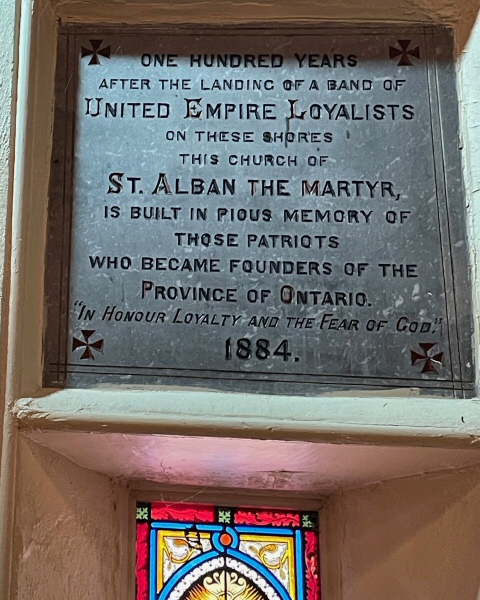 ONE HUNDRED YEARS
AFTER THE LANDING OF A BAND OF
UNITED EMPIRE LOYALISTS
ON THESE SHORES
THIS CHURCH OF
ST. ALBAN THE MARTYR,
IS BUILT IN PIOUS MEMORY OF
THOSE PATRIOTS
WHO BECAME FOUNDERS OF THE
PROVINCE OF ONTARIO.
"IN HONOUR LOYALTY AND THE FEAR OF GOD."
1884.